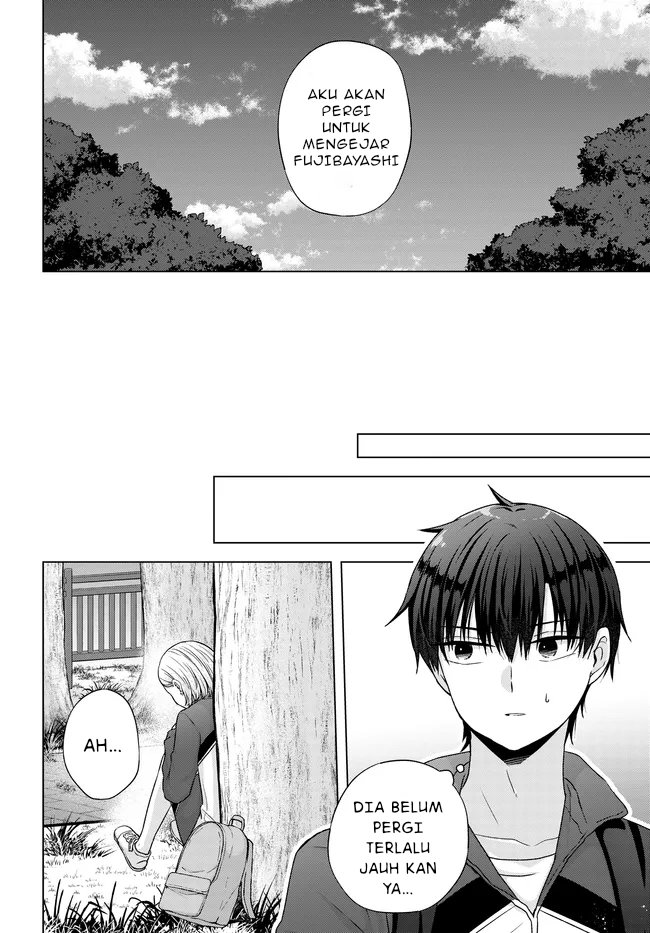 AKU AKAN
PERGI
UNTUK
MENGEJAR
FUJIBAYASHI
DIA BELUM
PERGI
TERLALU
JAUH KAN
YA...
AH...